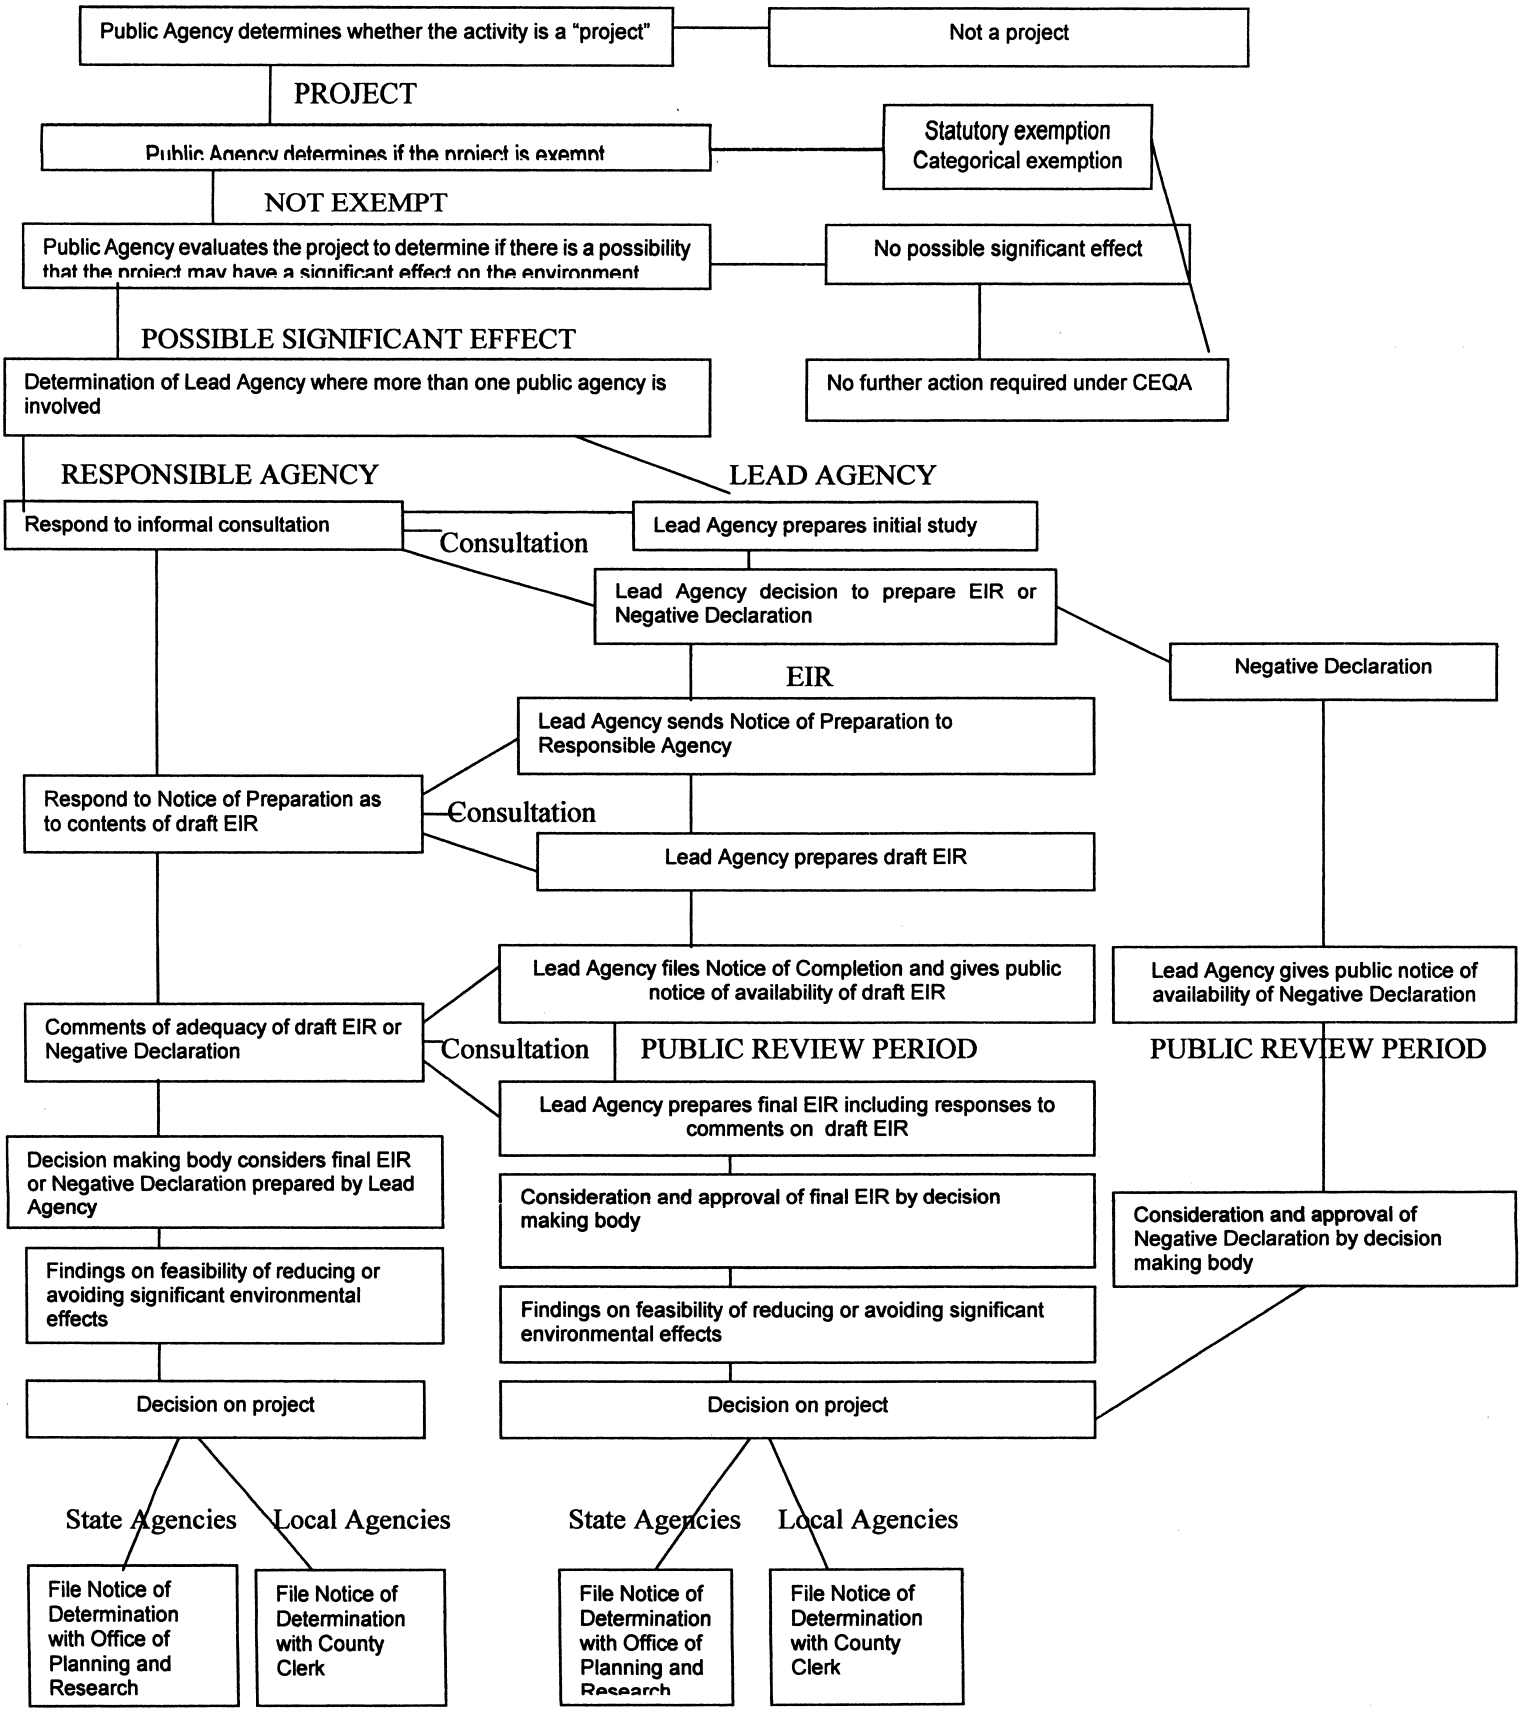 Public Agency determines whether the activity is a “project”
Not a project
PROJECT
Statutory exemption
Categorical exemption
Public Agency determines if the project is exempt
NOT EXEMPT
Public Agency evaluates the project to determine if there is a possibility
that the project may have a significant effect on the environment
No possible significant effect
POSSIBLE SIGNIFICANT EFFECT
Determination of Lead Agency where more than one public agency is
involved
No further action required under CEQA
RESPONSIBLE AGENCY
LEAD AGENCY
Respond to informal consultation
Consultation
Lead Agency prepares initial study
Lead Agency decision to prepare EIR or
Negative Declaration
Negative Declaration
EIR
Lead Agency sends Notice of Preparation to
Responsible Agency
Respond to Notice of Preparation as
to contents of draft EIR
Consultation
Lead Agency prepares draft EIR
Lead Agency files Notice of Completion and gives public
notice of availability of draft EIR
Lead Agency gives public notice of
availability of Negative Declaration
Comments of adequacy of draft EIR or
Negative Declaration
Consultation
PUBLIC REVIEW PERIOD
PUBLIC REVIEW PERIOD
Lead Agency prepares final EIR including responses to
comments on draft EIR
Decision making body considers final EIR
or Negative Declaration prepared by Lead
Agency
Consideration and approval of final EIR by decision
making body
Consideration and approval of
Negative Declaration by decision
making body
Findings on feasibility of reducing or
avoiding significant environmental
effects
Findings on feasibility of reducing or avoiding significant
environmental effects
Decision on project
Decision on project
State Agencies
Local Agencies
State Agencies
Local Agencies
File Notice of
Determination
with Office of
Planning and
Research
File Notice of
Determination
with County
Clerk
File Notice of
Determination
with Office of
Planning and
Research
File Notice of
Determination
with County
Clerk